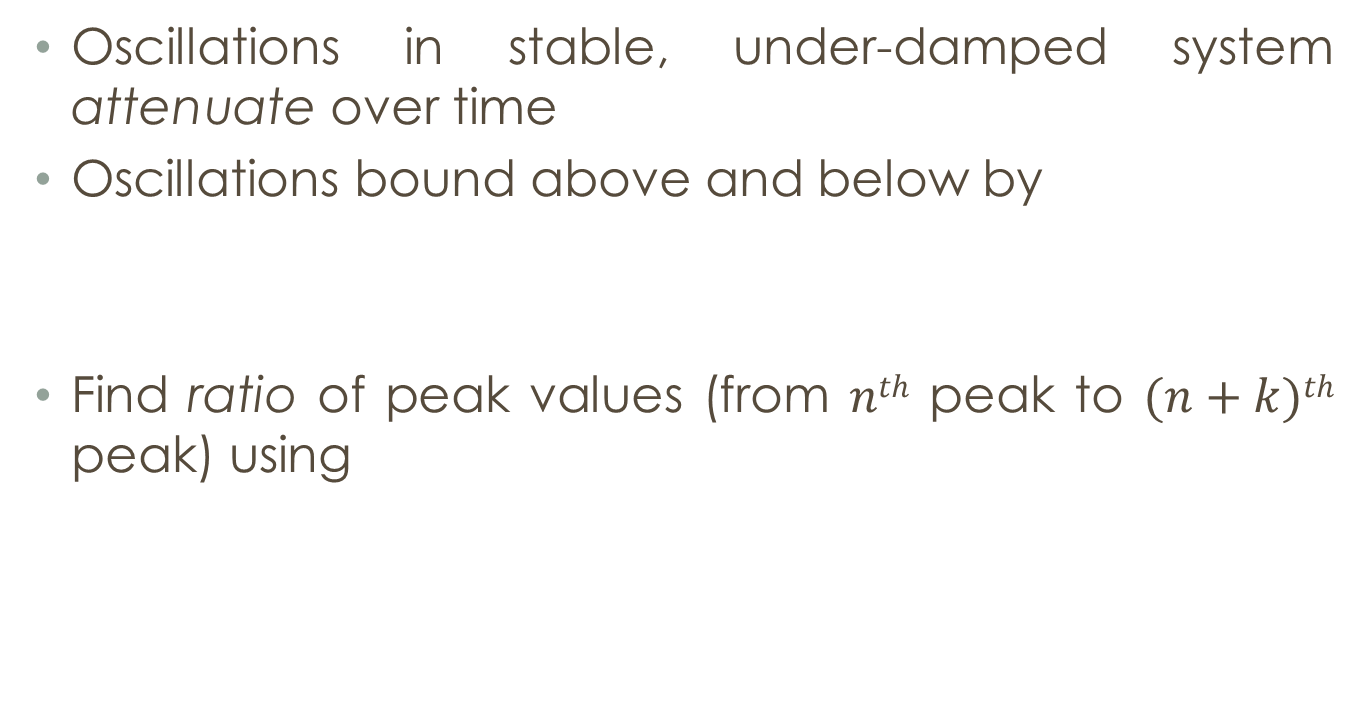 • Oscillations in stable, under-damped system
attenuate over time
• Oscillations bound above and below by
• Find ratio of peak values (from $n^{th}$ peak to $(n + k)^{th}$
peak) using